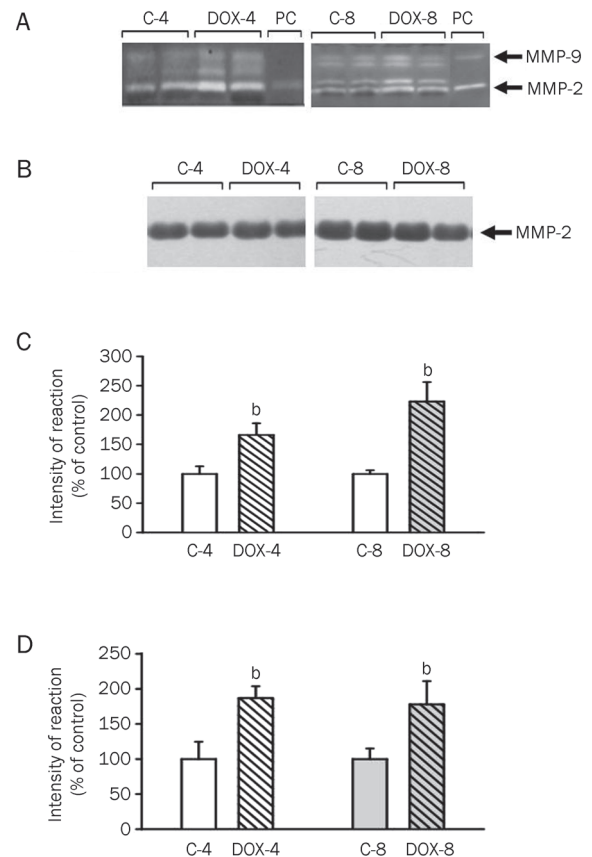 A
C-4 DOX-4 PC C-8 DOX-8 PC
MMP-9
MMP-2
B
C-4 DOX-4 C-8 DOX-8
MMP-2
C
Intensity of reaction
(% of control)
300
250
200
150
100
50
0
b
b
C-4 DOX-4 C-8 DOX-8
D
Intensity of reaction
(% of control)
250
200
150
100
50
0
b
b
C-4 DOX-4 C-8 DOX-8